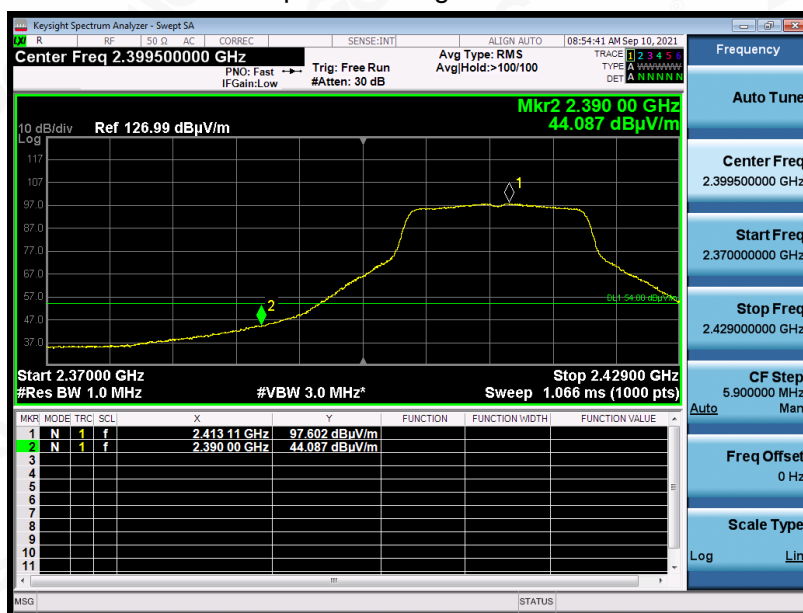 Keysight Spectrum Analyzer - Swept SA
LXI R RF 50 Ω AC CORREC SENSE:INT ALIGN AUTO 08:54:41 AM Sep 10, 2021
Center Freq 2.399500000 GHz
PNO: Fast
IFGain:Low
Trig: Free Run
#Atten: 30 dB
Avg Type: RMS
Avg|Hold:>100/100
TRACE 1 2 3 4 5 6
TYPE A WWWWW
DET A N N N N N
Mkr2 2.390 00 GHz
44.087 dBµV/m
10 dB/div Ref 126.99 dBµV/m
Log
117
107
97.0
87.0
77.0
67.0
57.0
47.0
37.0
1
2
DL1 54.00 dBµV/m
Start 2.37000 GHz Stop 2.42900 GHz
#Res BW 1.0 MHz #VBW 3.0 MHz* Sweep 1.066 ms (1000 pts)
MKR MODE TRC SCL X Y FUNCTION FUNCTION WIDTH FUNCTION VALUE
1 N 1 f 2.413 11 GHz 97.602 dBµV/m
2 N 1 f 2.390 00 GHz 44.087 dBµV/m
3
4
5
6
7
8
9
10
11
MSG STATUS
Frequency
Auto Tune
Center Freq
2.399500000 GHz
Start Freq
2.370000000 GHz
Stop Freq
2.429000000 GHz
CF Step
5.900000 MHz
Auto Man
Freq Offset
0 Hz
Scale Type
Log Lin